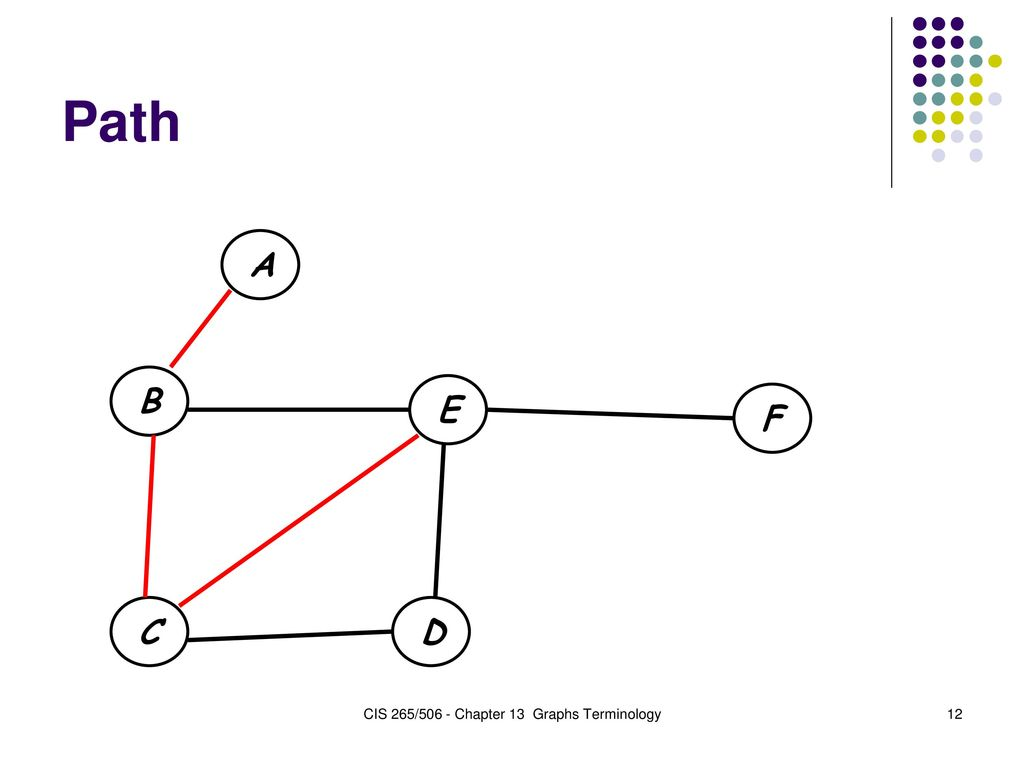 Path
A
B
E
F
C
D
CIS 265/506 - Chapter 13  Graphs Terminology
12